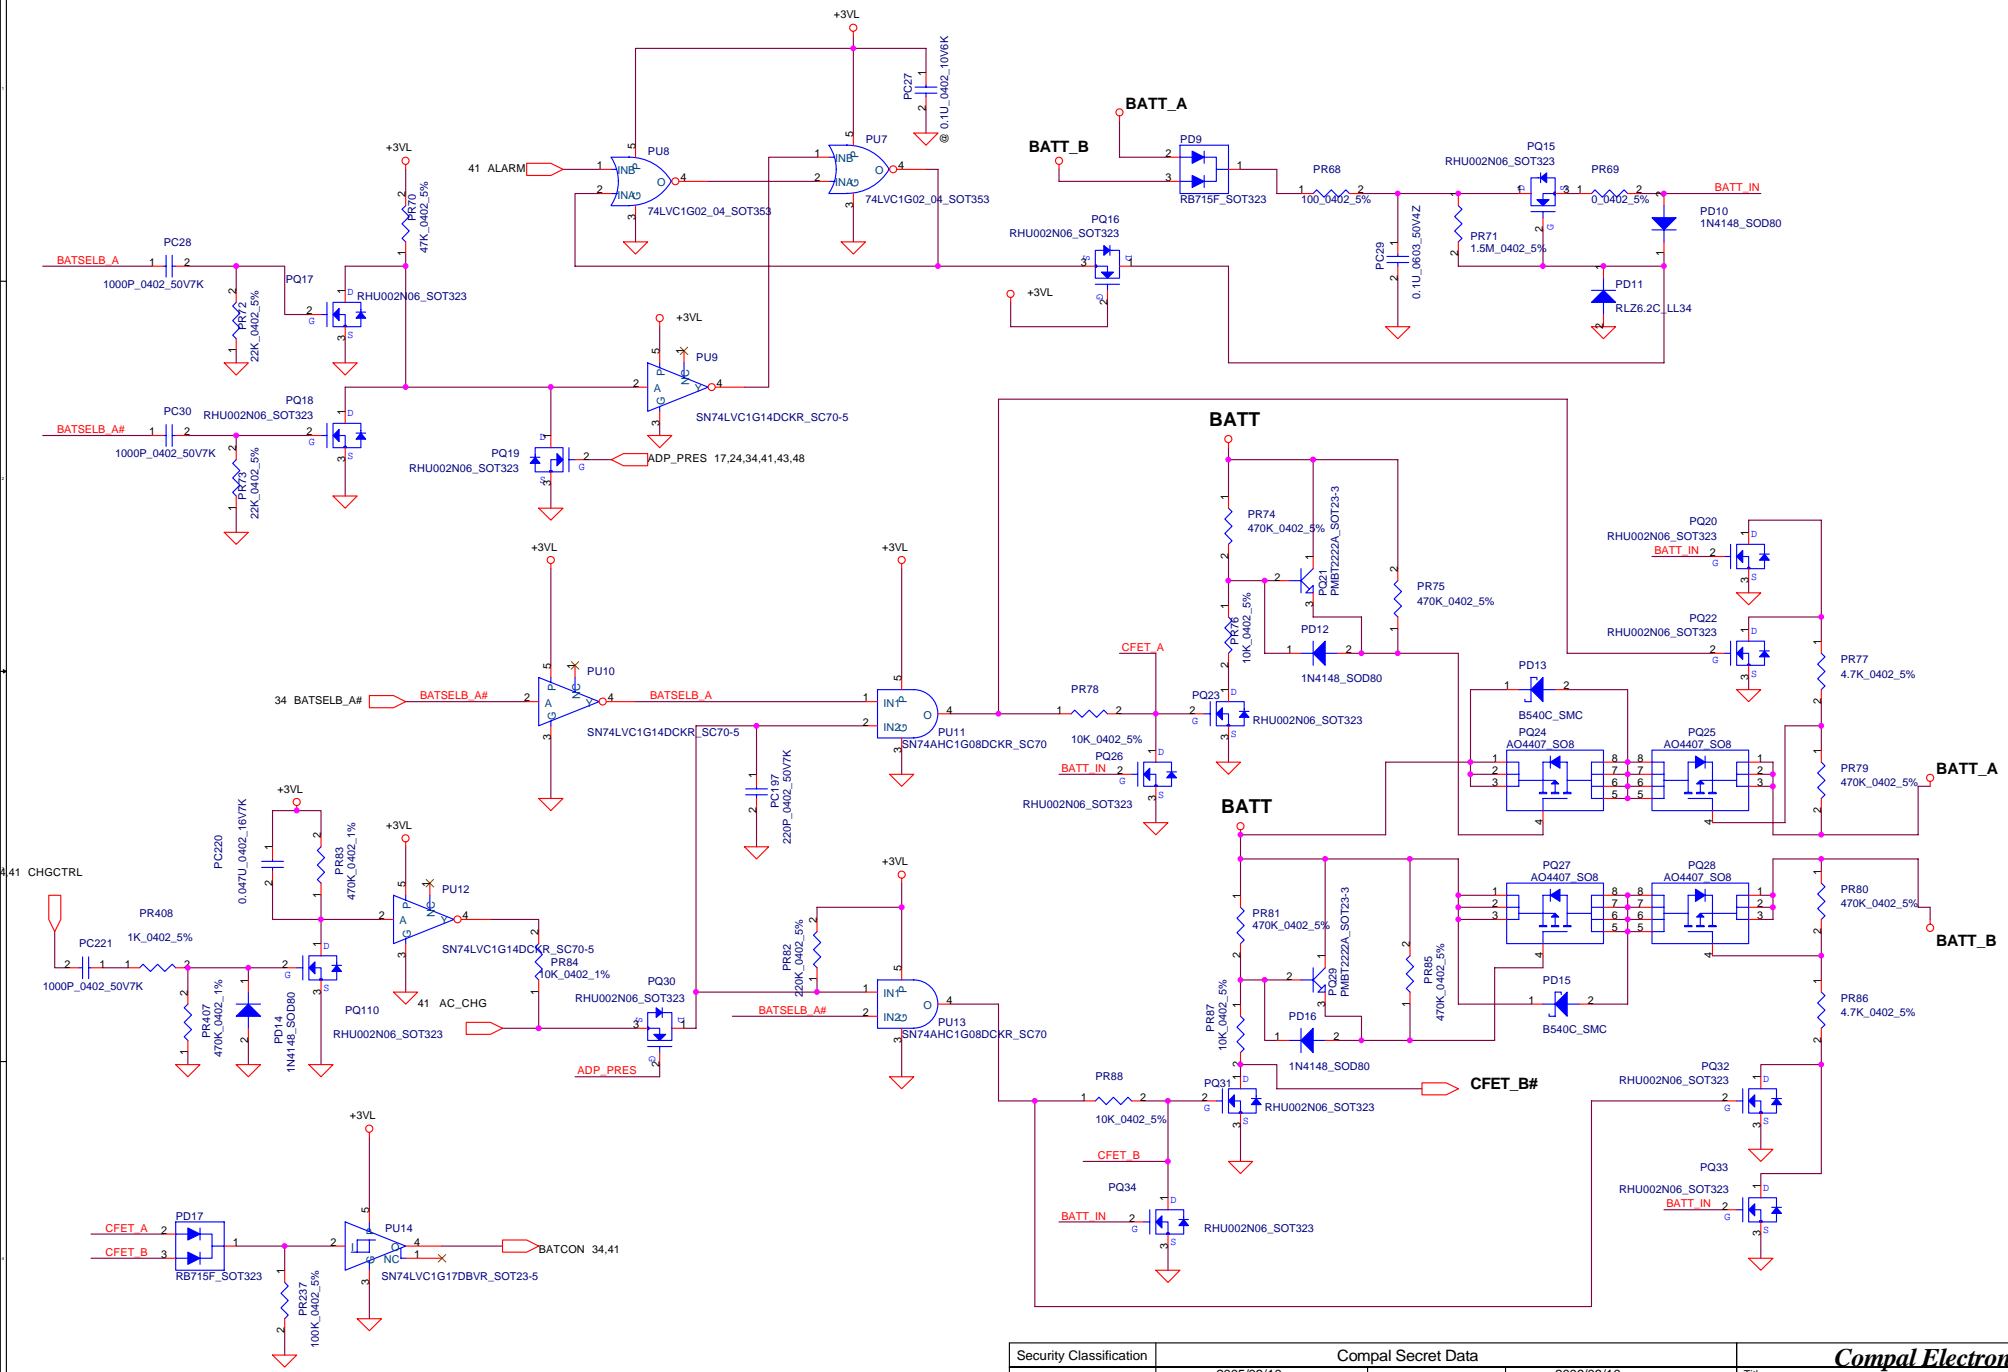 +3VL
PC27
0.1U_0402_10V6K
@
BATT_A
BATT_B
+3VL
41 ALARM
PU8
INB
INA
74LVC1G02_04_SOT353
PU7
INB
INA
74LVC1G02_04_SOT353
PD9
RB715F_SOT323
PR68
100_0402_5%
PQ15
RHU002N06_SOT323
PR69
0_0402_5%
BATT_IN
PD10
1N4148_SOD80
PR70
47K_0402_5%
PQ16
RHU002N06_SOT323
PC29
0.1U_0603_50V4Z
PR71
1.5M_0402_5%
PD11
RLZ6.2C_LL34
BATSELB_A
PC28
1000P_0402_50V7K
PR72
22K_0402_5%
PQ17
RHU002N06_SOT323
+3VL
+3VL
PU9
SN74LVC1G14DCKR_SC70-5
PQ18
RHU002N06_SOT323
BATSELB_A#
PC30
1000P_0402_50V7K
PR73
22K_0402_5%
PQ19
RHU002N06_SOT323
ADP_PRES 17,24,34,41,43,48
BATT
PR74
470K_0402_5%
PQ21
PMBT2222A_SOT23-3
PR75
470K_0402_5%
PR76
10K_0402_5%
PD12
1N4148_SOD80
PQ20
RHU002N06_SOT323
BATT_IN
PQ22
RHU002N06_SOT323
PR77
4.7K_0402_5%
+3VL
+3VL
34 BATSELB_A#
BATSELB_A#
PU10
SN74LVC1G14DCKR_SC70-5
BATSELB_A
IN1
IN2
PU11
SN74AHC1G08DCKR_SC70
CFET_A
PR78
10K_0402_5%
PQ23
RHU002N06_SOT323
PQ26
BATT_IN
RHU002N06_SOT323
PD13
B540C_SMC
PQ24
AO4407_SO8
PQ25
AO4407_SO8
PR79
470K_0402_5%
BATT_A
PC197
220P_0402_50V7K
4,41 CHGCTRL
PC220
0.047U_0402_16V7K
+3VL
PR83
470K_0402_1%
+3VL
PU12
SN74LVC1G14DCKR_SC70-5
PR408
1K_0402_5%
PC221
1000P_0402_50V7K
PR407
470K_0402_1%
PD14
1N4148_SOD80
PQ110
RHU002N06_SOT323
PR84
10K_0402_1%
41 AC_CHG
PQ30
RHU002N06_SOT323
ADP_PRES
+3VL
PR82
220K_0402_5%
BATSELB_A#
IN1
IN2
PU13
SN74AHC1G08DCKR_SC70
BATT
PR81
470K_0402_5%
PQ29
PMBT2222A_SOT23-3
PR85
470K_0402_5%
PR87
10K_0402_5%
PD16
1N4148_SOD80
PQ27
AO4407_SO8
PQ28
AO4407_SO8
PD15
B540C_SMC
PR80
470K_0402_5%
BATT_B
PR86
4.7K_0402_5%
CFET_B#
PR88
10K_0402_5%
PQ31
RHU002N06_SOT323
PQ32
RHU002N06_SOT323
CFET_B
PQ34
BATT_IN
RHU002N06_SOT323
PQ33
RHU002N06_SOT323
BATT_IN
+3VL
CFET_A
CFET_B
PD17
RB715F_SOT323
PR237
100K_0402_5%
PU14
NC
SN74LVC1G17DBVR_SOT23-5
BATCON 34,41
Security Classification
Compal Secret Data
Compal Electron